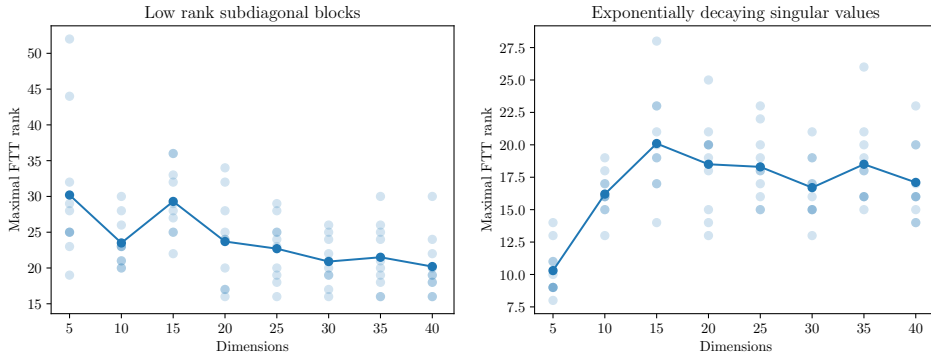 Low rank subdiagonal blocks
Maximal FTT rank
50
45
40
35
30
25
20
15
5 10 15 20 25 30 35 40
Dimensions
Exponentially decaying singular values
Maximal FTT rank
27.5
25.0
22.5
20.0
17.5
15.0
12.5
10.0
7.5
5 10 15 20 25 30 35 40
Dimensions